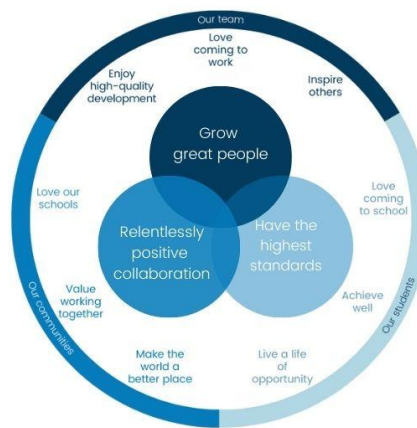 Our team
Love
coming to
work
Enjoy
high-quality
development
Inspire
others
Grow
great people
Love our
schools
Love
coming
to school
Relentlessly
positive
collaboration
Have the
highest
standards
Value
working
together
Achieve
well
Our communities
Our students
Make the
world a
better place
Live a life
of
opportunity